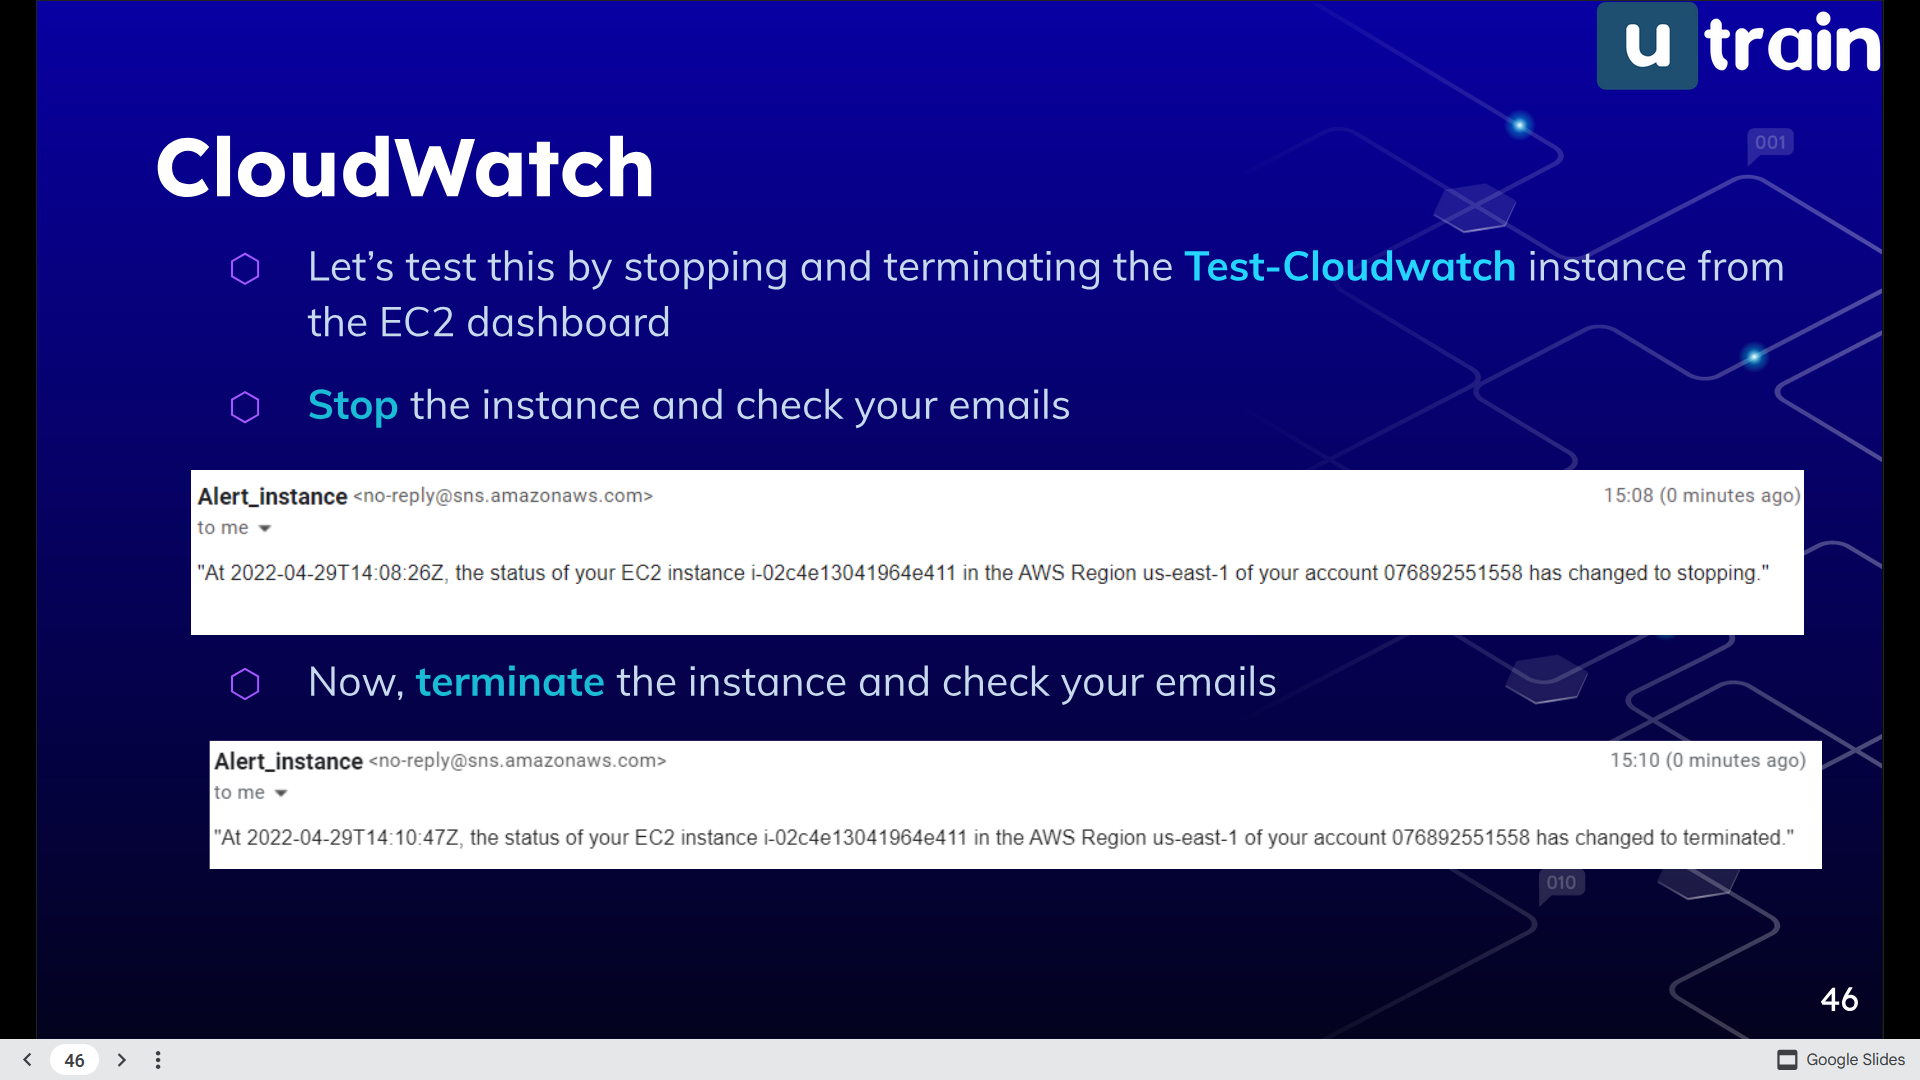 u train
001
CloudWatch
Let’s test this by stopping and terminating the Test-Cloudwatch instance from
the EC2 dashboard
Stop the instance and check your emails
Alert_instance <no-reply@sns.amazonaws.com> 15:08 (0 minutes ago)
to me
"At 2022-04-29T14:08:26Z, the status of your EC2 instance i-02c4e13041964e411 in the AWS Region us-east-1 of your account 076892551558 has changed to stopping."
Now, terminate the instance and check your emails
Alert_instance <no-reply@sns.amazonaws.com> 15:10 (0 minutes ago)
to me
"At 2022-04-29T14:10:47Z, the status of your EC2 instance i-02c4e13041964e411 in the AWS Region us-east-1 of your account 076892551558 has changed to terminated."
010
46
46
Google Slides